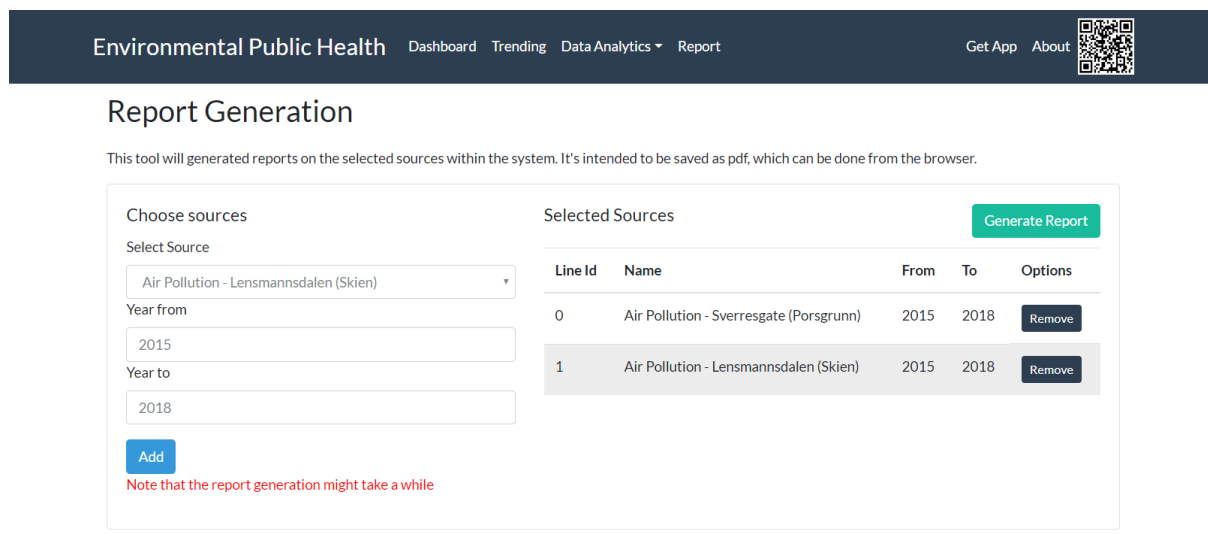 Environmental Public Health Dashboard Trending Data Analytics Report Get App About
Report Generation
This tool will generated reports on the selected sources within the system. It's intended to be saved as pdf, which can be done from the browser.
Choose sources
Select Source
Air Pollution - Lensmannsdalen (Skien)
Year from
2015
Year to
2018
Add
Note that the report generation might take a while
Selected Sources
Generate Report
Line Id Name From To Options
0 Air Pollution - Sverresgate (Porsgrunn) 2015 2018 Remove
1 Air Pollution - Lensmannsdalen (Skien) 2015 2018 Remove